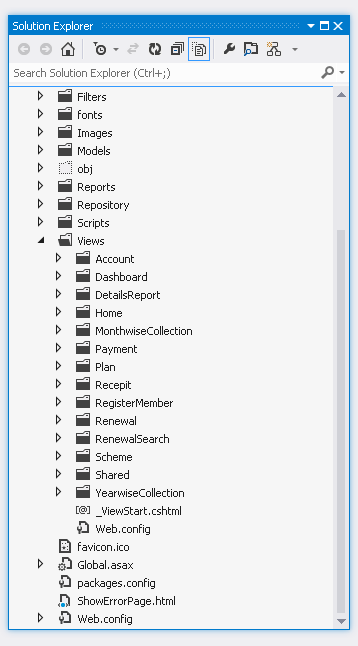 Solution Explorer
Search Solution Explorer (Ctrl+;)
Filters
fonts
Images
Models
obj
Reports
Repository
Scripts
Views
Account
Dashboard
DetailsReport
Home
MonthwiseCollection
Payment
Plan
Recepit
RegisterMember
Renewal
RenewalSearch
Scheme
Shared
YearwiseCollection
[@] _ViewStart.cshtml
Web.config
favicon.ico
Global.asax
packages.config
ShowErrorPage.html
Web.config